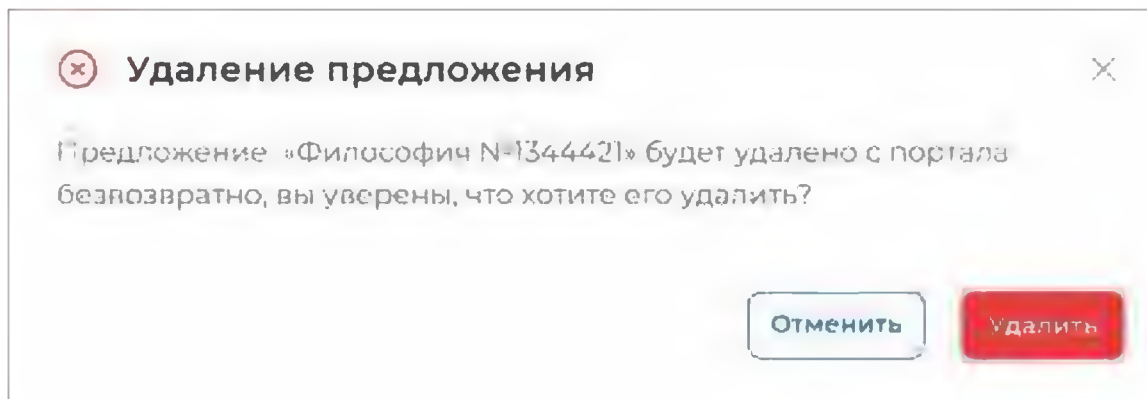 Удаление предложения
Предложение «Философия N-1344421» будет удалено с портала
безвозвратно, вы уверены, что хотите его удалить?
Отменить
Удалить